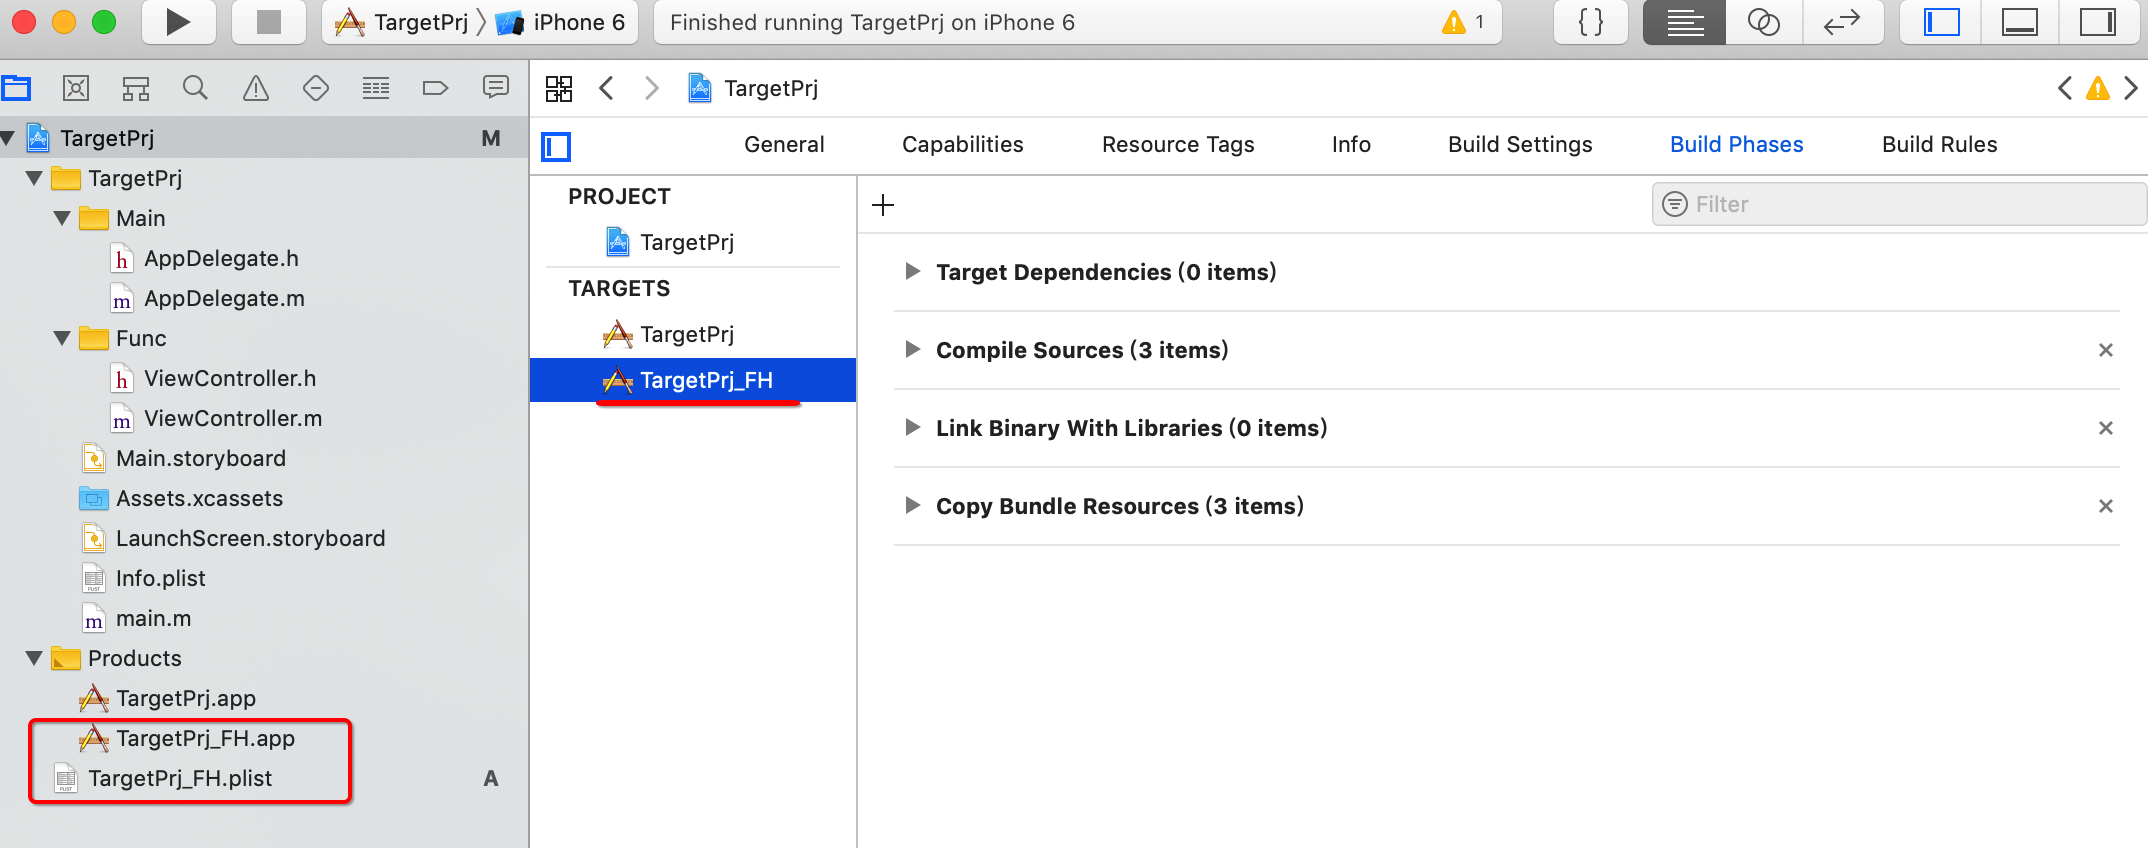 TargetPrj
iPhone 6
Finished running TargetPrj on iPhone 6
1
{ }
TargetPrj
TargetPrj M
TargetPrj
Main
h AppDelegate.h
m AppDelegate.m
Func
h ViewController.h
m ViewController.m
Main.storyboard
Assets.xcassets
LaunchScreen.storyboard
PLIST Info.plist
m main.m
Products
TargetPrj.app
TargetPrj_FH.app
PLIST TargetPrj_FH.plist A
General
Capabilities
Resource Tags
Info
Build Settings
Build Phases
Build Rules
PROJECT
TargetPrj
TARGETS
TargetPrj
TargetPrj_FH
Filter
Target Dependencies (0 items)
Compile Sources (3 items)
Link Binary With Libraries (0 items)
Copy Bundle Resources (3 items)